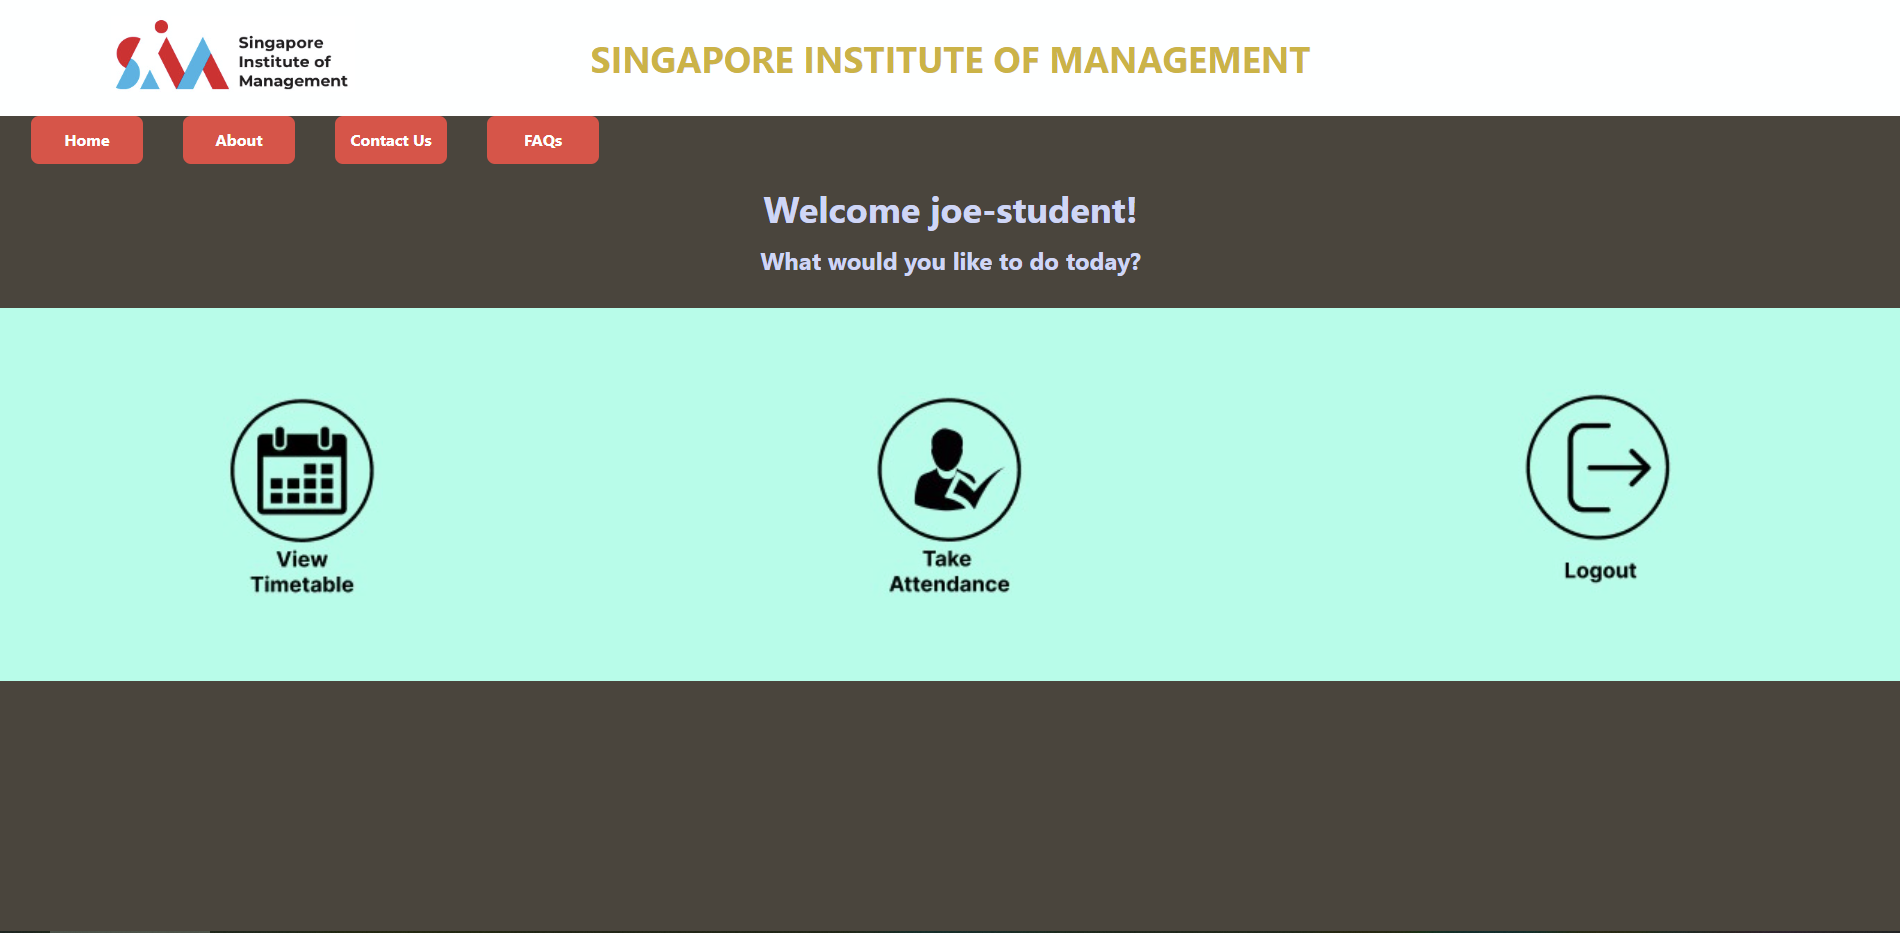 Singapore
Institute of
Management
SINGAPORE INSTITUTE OF MANAGEMENT
Home
About
Contact Us
FAQs
Welcome joe-student!
What would you like to do today?
View
Timetable
Take
Attendance
Logout